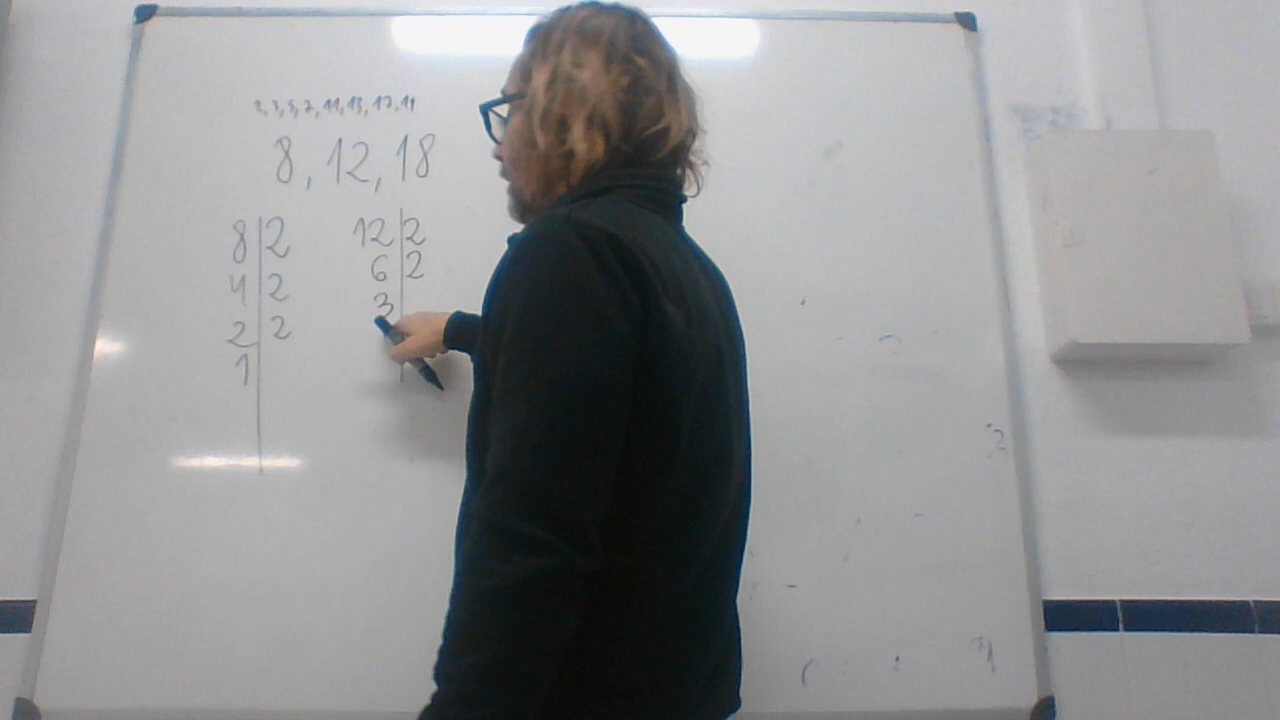 2, 3, 5, 7, 11, 13, 17, 19
8, 12, 18
8 | 2
4 | 2
2 | 2
1
12 | 2
6 | 2
3